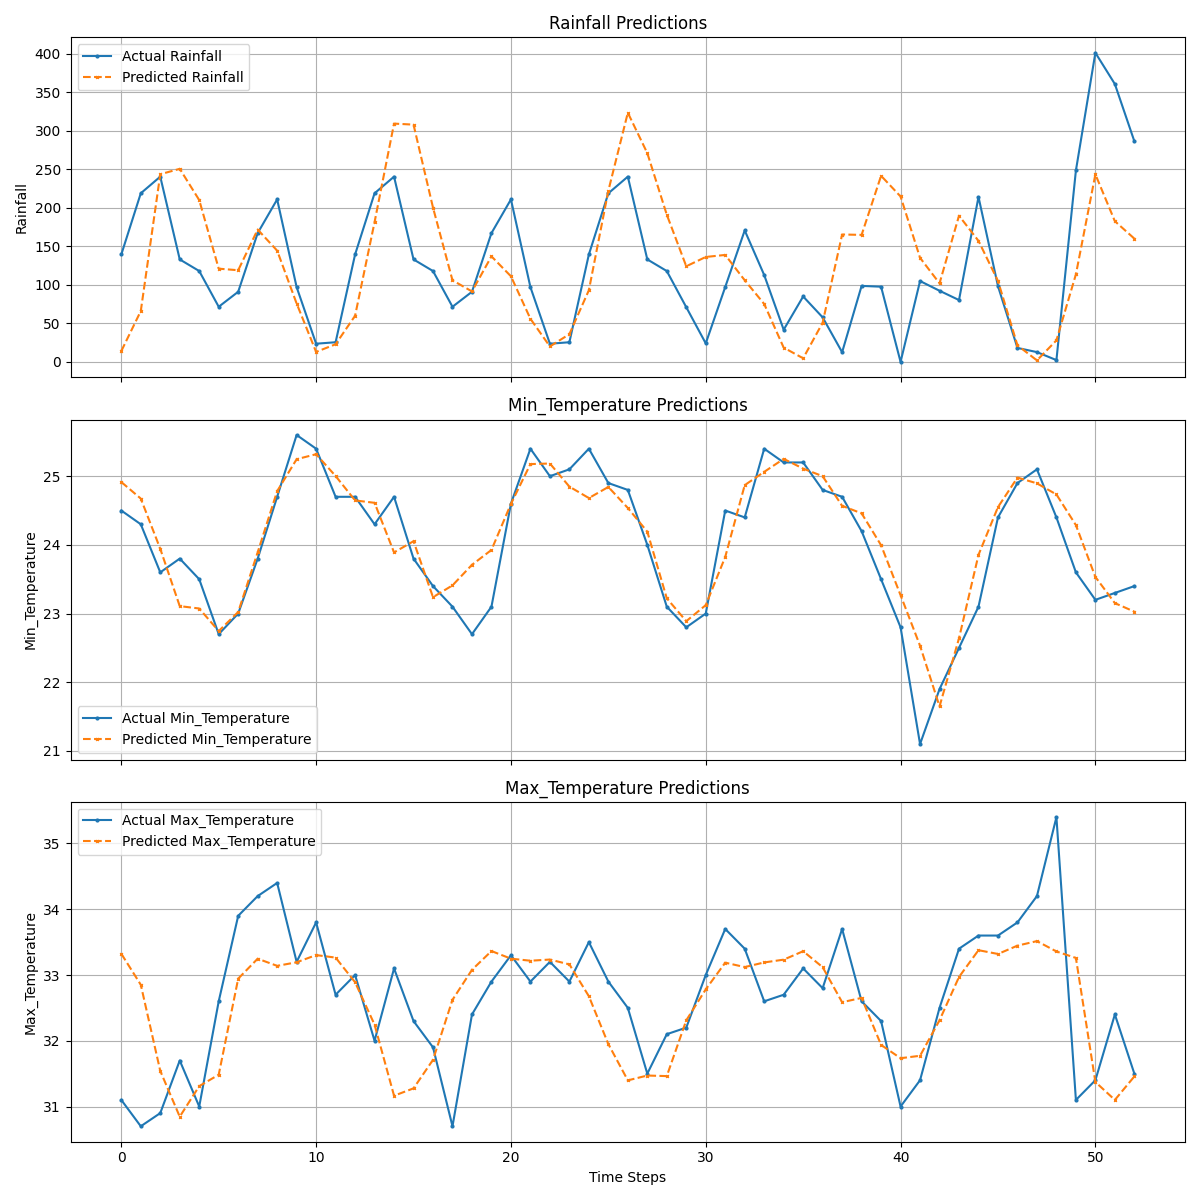 Rainfall Predictions
Actual Rainfall
Predicted Rainfall
Rainfall
400
350
300
250
200
150
100
50
0
Min_Temperature Predictions
Actual Min_Temperature
Predicted Min_Temperature
Min_Temperature
25
24
23
22
21
Max_Temperature Predictions
Actual Max_Temperature
Predicted Max_Temperature
Max_Temperature
35
34
33
32
31
0 10 20 30 40 50
Time Steps